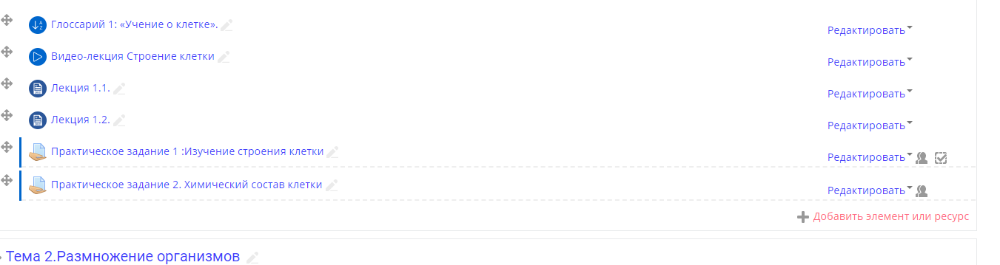 Глоссарий 1: «Учение о клетке».
Редактировать
Видео-лекция Строение клетки
Редактировать
Лекция 1.1.
Редактировать
Лекция 1.2.
Редактировать
Практическое задание 1 :Изучение строения клетки
Редактировать
Практическое задание 2. Химический состав клетки
Редактировать
Добавить элемент или ресурс
Тема 2.Размножение организмов